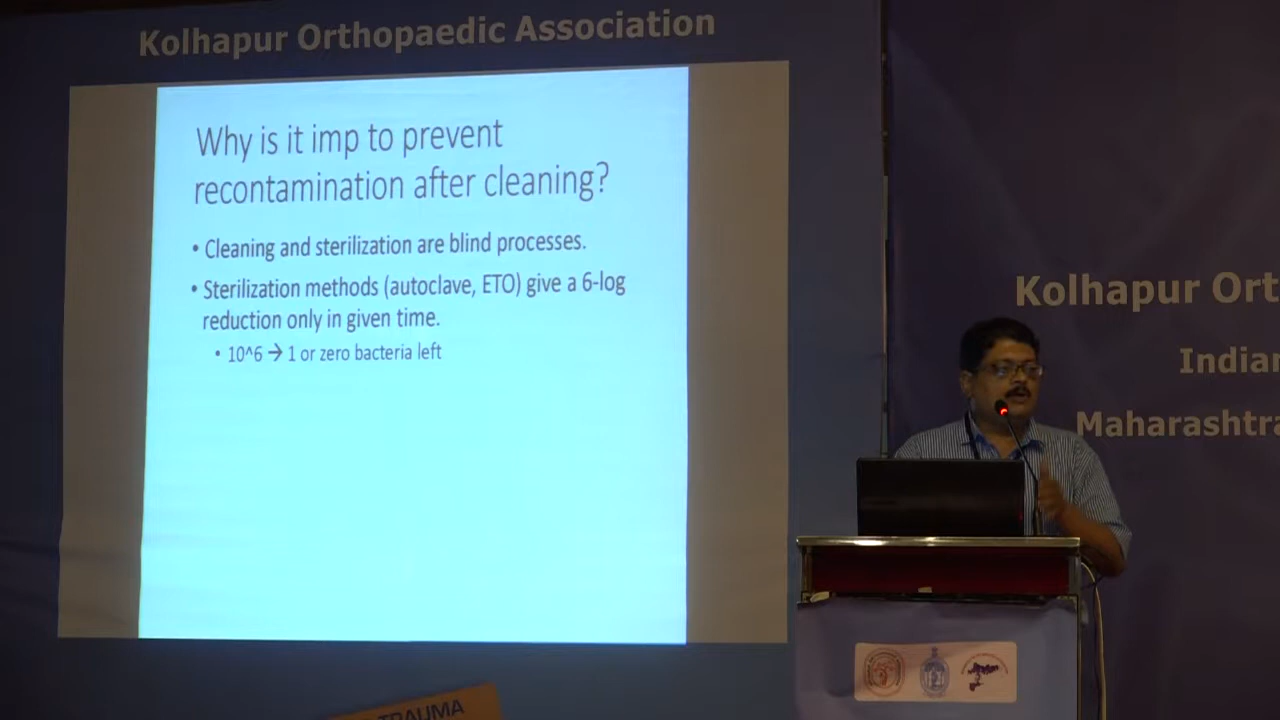 Kolhapur Orthopaedic Association
Why is it imp to prevent
recontamination after cleaning?
• Cleaning and sterilization are blind processes.
• Sterilization methods (autoclave, ETO) give a 6-log
reduction only in given time.
• 10^6 → 1 or zero bacteria left
Kolhapur Ort
Indian
Maharashtra
TRAUMA